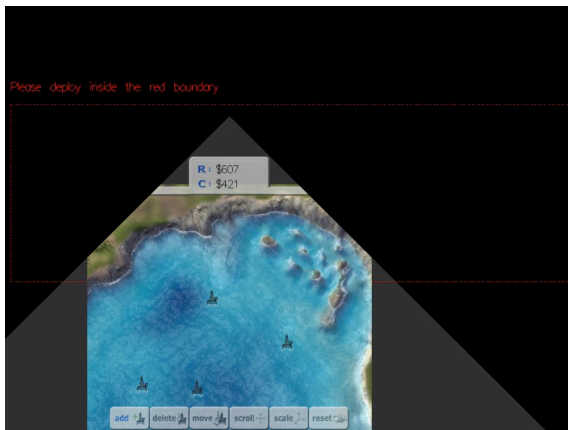 Please deploy inside the red boundary
R: $607
C: $421
add delete move scroll scale reset